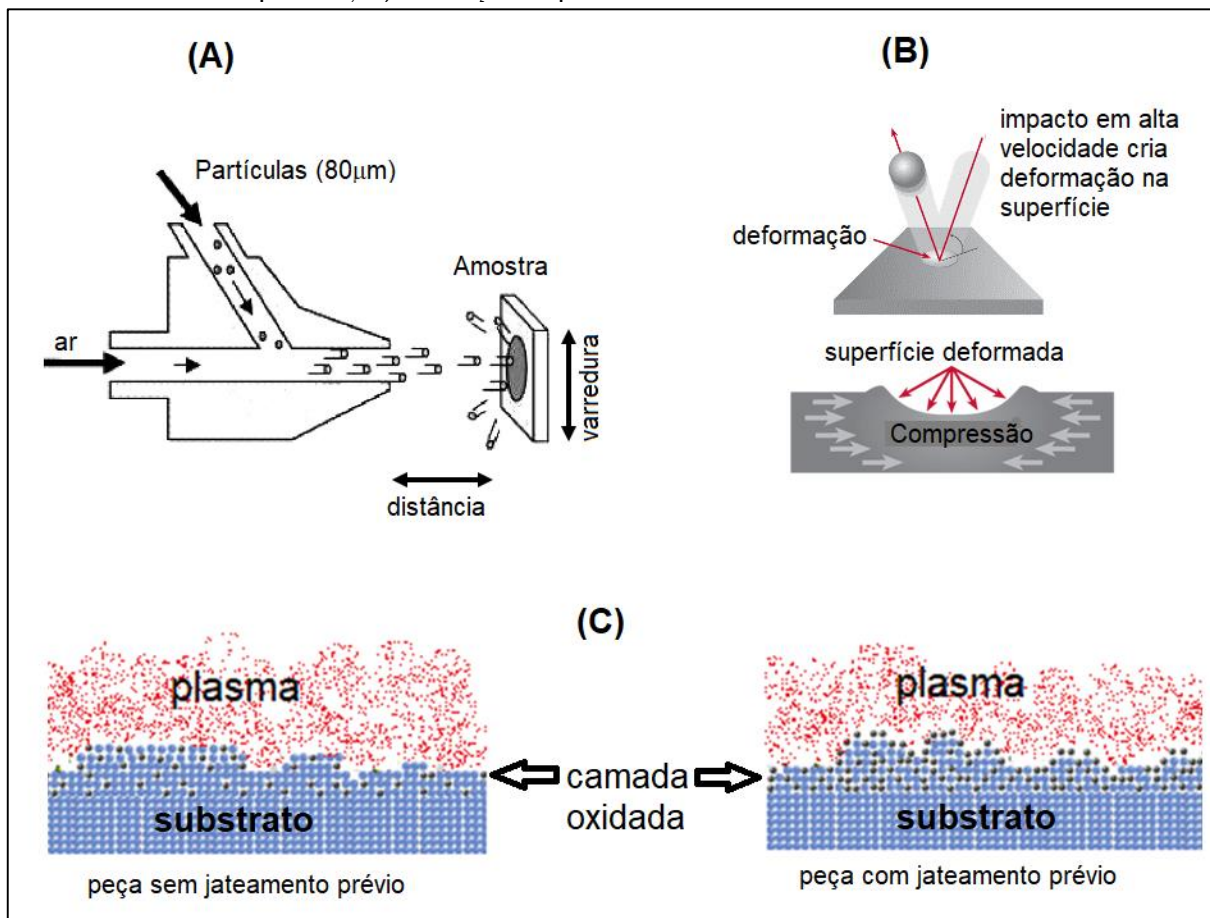 (A)
Partículas (80μm)
ar
Amostra
varredura
distância
(B)
impacto em alta
velocidade cria
deformação na
superfície
deformação
superfície deformada
Compressão
(C)
plasma
substrato
peça sem jateamento prévio
camada
oxidada
plasma
substrato
peça com jateamento prévio